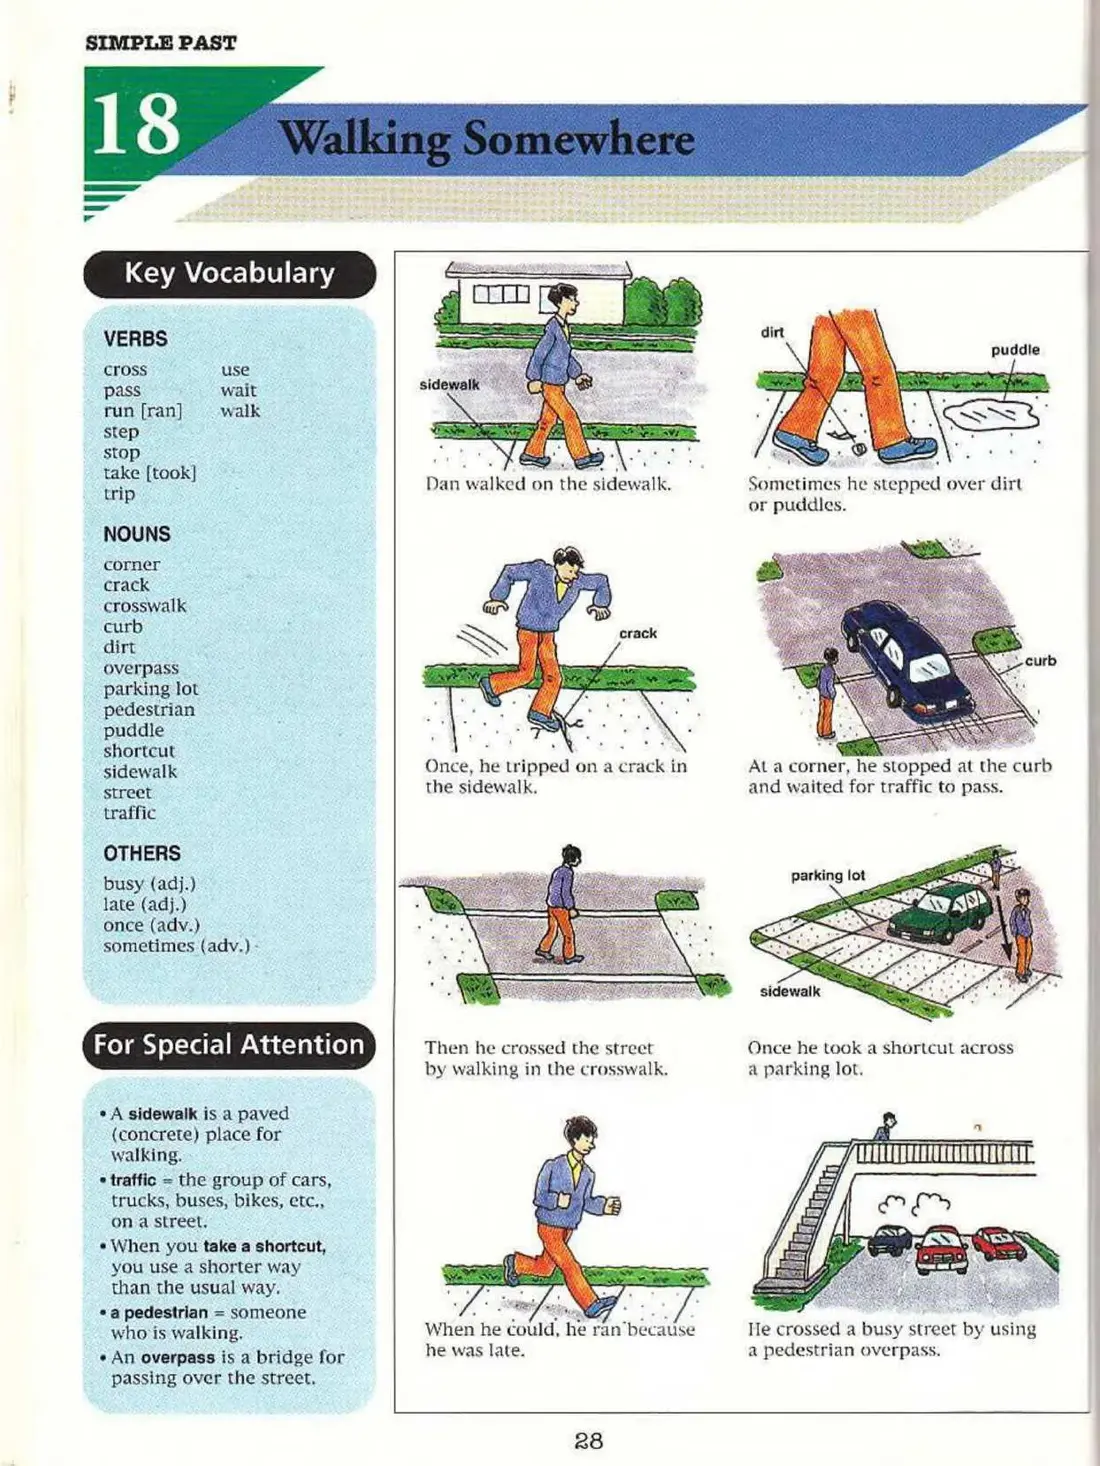 SIMPLE PAST
18
Walking Somewhere
Key Vocabulary
VERBS
cross use
pass wait
run [ran] walk
step
stop
take [took]
trip
NOUNS
corner
crack
crosswalk
curb
dirt
overpass
parking lot
pedestrian
puddle
shortcut
sidewalk
street
traffic
OTHERS
busy (adj.)
late (adj.)
once (adv.)
sometimes (adv.)
For Special Attention
• A sidewalk is a paved
(concrete) place for
walking.
• traffic = the group of cars,
trucks, buses, bikes, etc.,
on a street.
• When you take a shortcut,
you use a shorter way
than the usual way.
• a pedestrian = someone
who is walking.
• An overpass is a bridge for
passing over the street.
sidewalk
Dan walked on the sidewalk.
dirt
puddle
Sometimes he stepped over dirt
or puddles.
crack
Once, he tripped on a crack in
the sidewalk.
curb
At a corner, he stopped at the curb
and waited for traffic to pass.
Then he crossed the street
by walking in the crosswalk.
parking lot
sidewalk
Once he took a shortcut across
a parking lot.
When he could, he ran because
he was late.
He crossed a busy street by using
a pedestrian overpass.
28